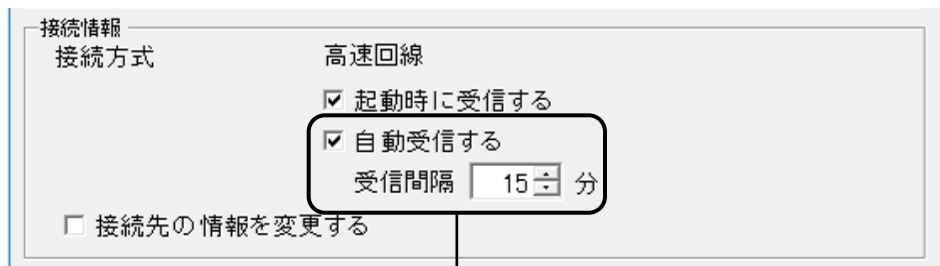 接続情報
接続方式 高速回線
起動時に受信する
自動受信する
受信間隔 15 分
接続先の情報を変更する